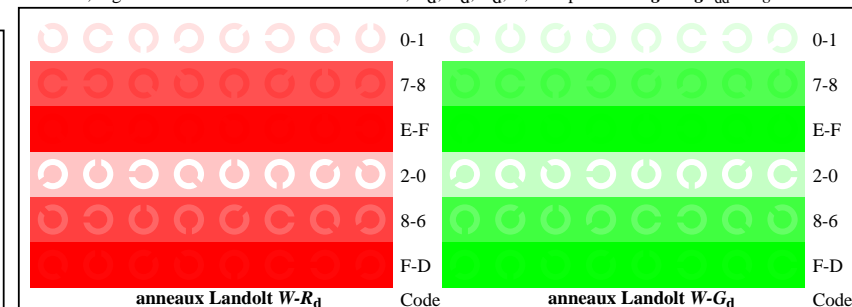 0-1 0-1
7-8 7-8
E-F E-F
2-0 2-0
8-6 8-6
F-D F-D
anneaux Landolt W-Rd Code anneaux Landolt W-Gd Code